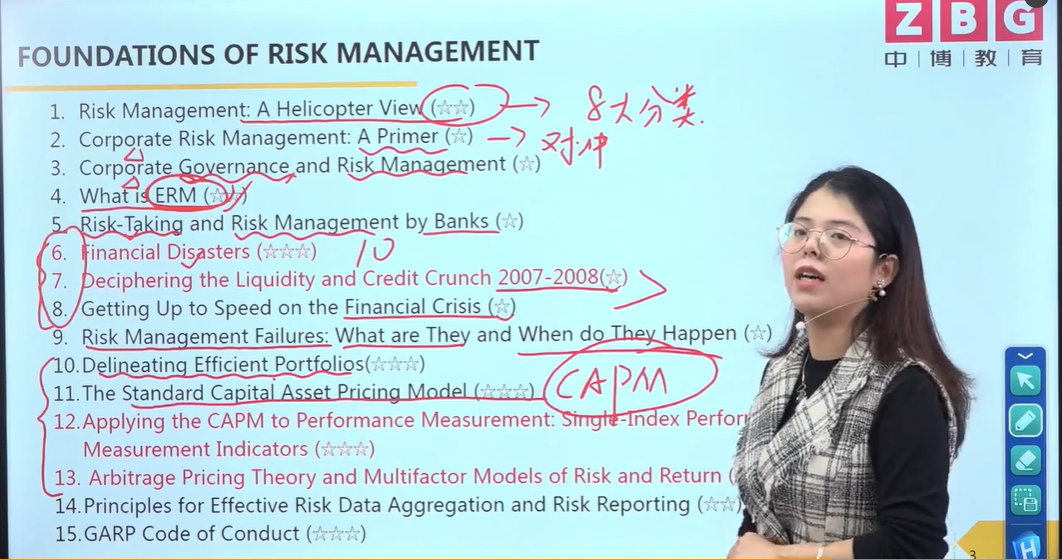 ZBG
中|博|教|育
FOUNDATIONS OF RISK MANAGEMENT
1. Risk Management: A Helicopter View (☆☆) 8大分类
2. Corporate Risk Management: A Primer (☆) 对冲
3. Corporate Governance and Risk Management (☆)
4. What is ERM (☆☆)
5. Risk-Taking and Risk Management by Banks (☆)
6. Financial Disasters (☆☆☆) 10
7. Deciphering the Liquidity and Credit Crunch 2007-2008(☆)
8. Getting Up to Speed on the Financial Crisis (☆)
9. Risk Management Failures: What are They and When do They Happen (☆)
10.Delineating Efficient Portfolios(☆☆☆)
11.The Standard Capital Asset Pricing Model (☆☆☆) CAPM
12.Applying the CAPM to Performance Measurement: Single-Index Perfor
Measurement Indicators (☆☆☆)
13. Arbitrage Pricing Theory and Multifactor Models of Risk and Return (
14.Principles for Effective Risk Data Aggregation and Risk Reporting (☆☆)
15.GARP Code of Conduct (☆☆☆)
3